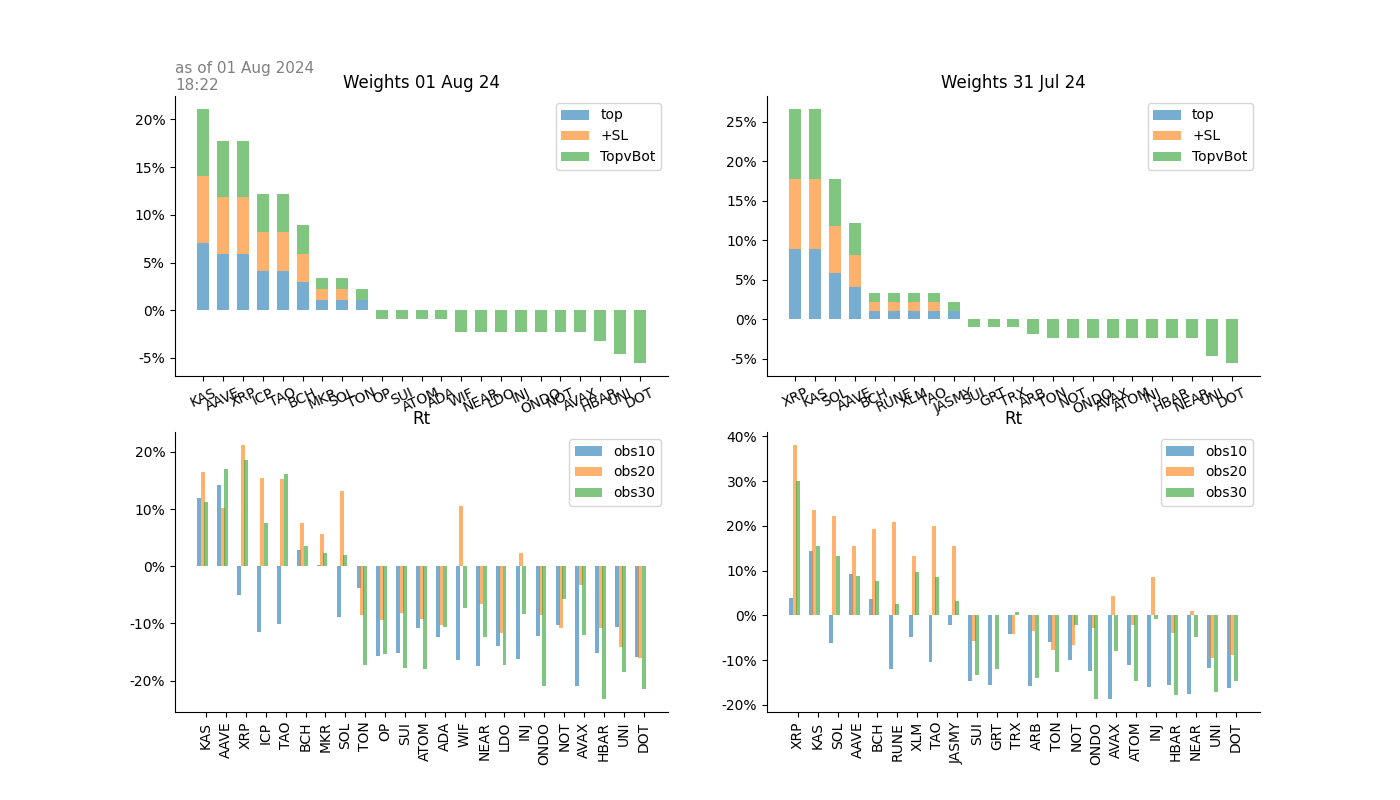 as of 01 Aug 2024
18:22
Weights 01 Aug 24
20%
15%
10%
5%
0%
-5%
top
+SL
TopvBot
KAS AAVE XRP ICP TAO BCH MKR SOL TON OP SUI ATOM ADA WIF NEAR LDO INJ ONDO NOT AVAX HBAR UNI DOT
Weights 31 Jul 24
25%
20%
15%
10%
5%
0%
-5%
top
+SL
TopvBot
XRP KAS SOL AAVE BCH RUNE XLM TAO JASMY SUI GRT TRX ARB TON NOT ONDO AVAX ATOM INJ HBAR NEAR UNI DOT
Rt
20%
10%
0%
-10%
-20%
obs10
obs20
obs30
KAS AAVE XRP ICP TAO BCH MKR SOL TON OP SUI ATOM ADA WIF NEAR LDO INJ ONDO NOT AVAX HBAR UNI DOT
Rt
40%
30%
20%
10%
0%
-10%
-20%
obs10
obs20
obs30
XRP KAS SOL AAVE BCH RUNE XLM TAO JASMY SUI GRT TRX ARB TON NOT ONDO AVAX ATOM INJ HBAR NEAR UNI DOT